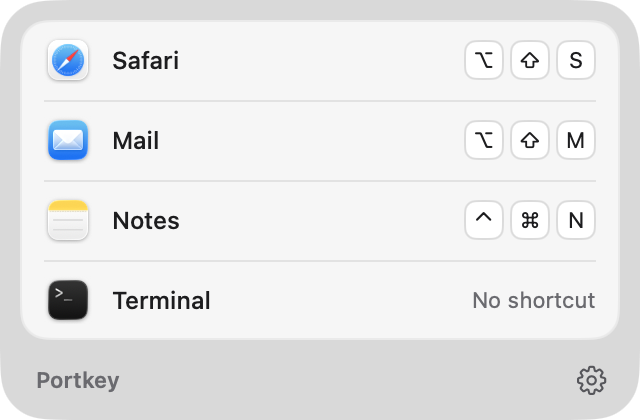 Safari ⌥ ⇧ S
Mail ⌥ ⇧ M
Notes ^ ⌘ N
>_ Terminal No shortcut
Portkey